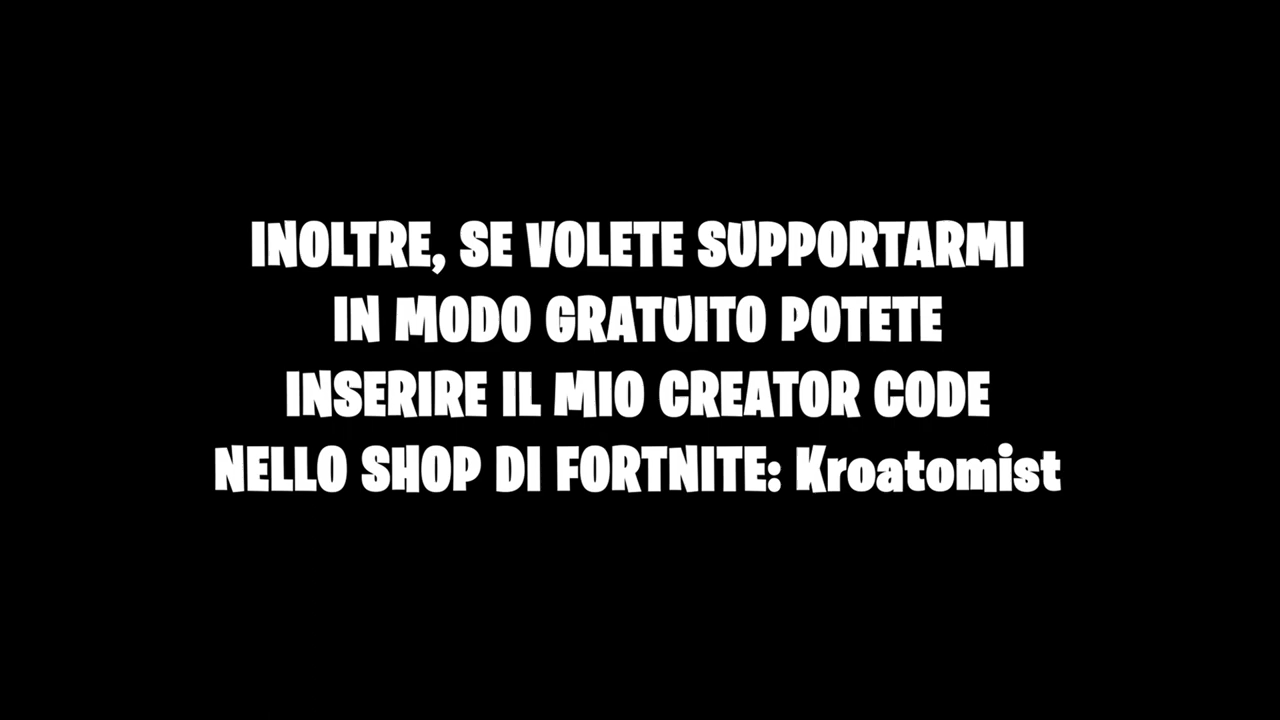 INOLTRE, SE VOLETE SUPPORTARMI
IN MODO GRATUITO POTETE
INSERIRE IL MIO CREATOR CODE
NELLO SHOP DI FORTNITE: Kroatomist